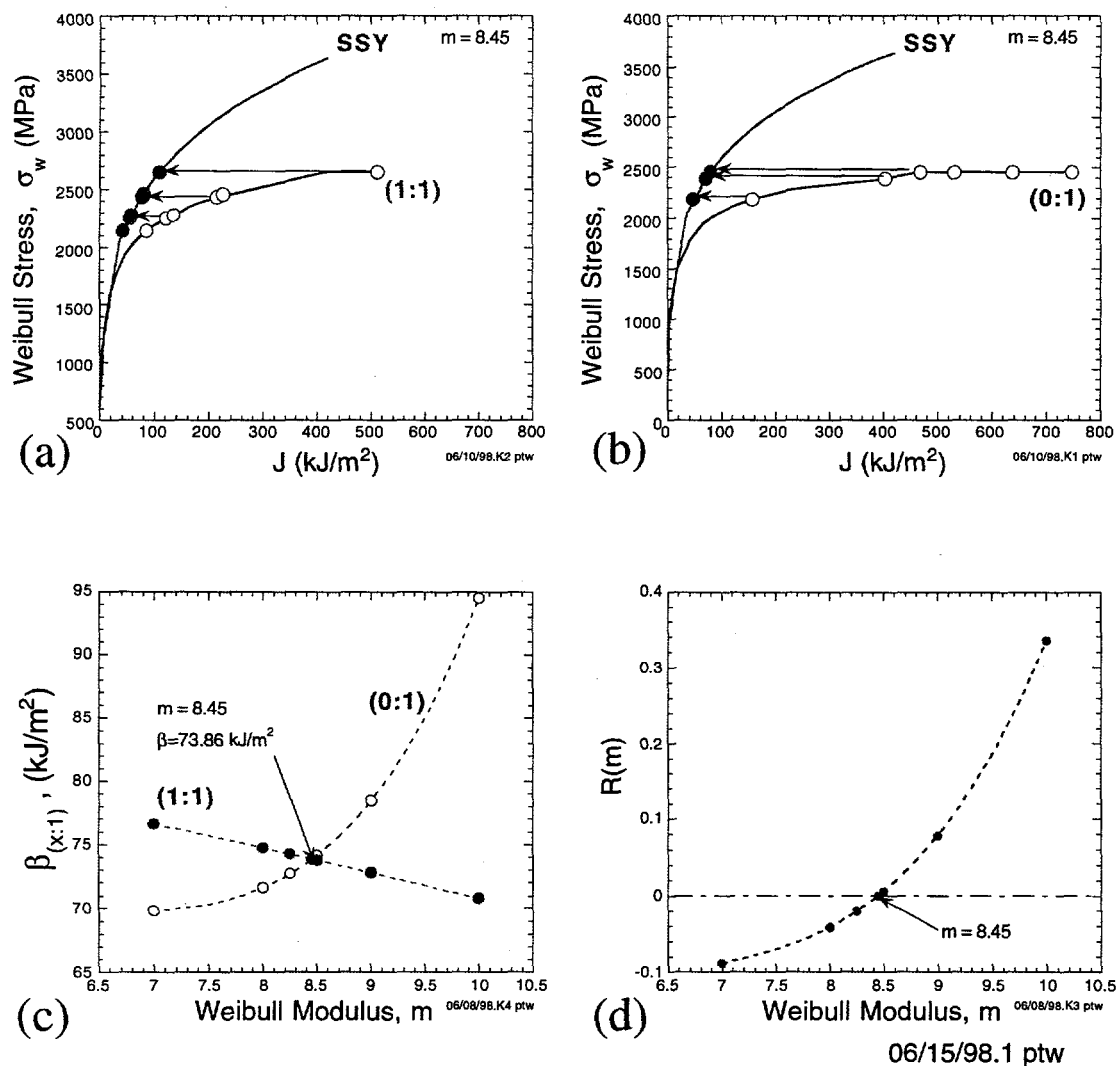 SSY m = 8.45
4000
3500
3000
2500
2000
1500
1000
500
Weibull Stress, σw (MPa)
(1:1)
0 100 200 300 400 500 600 700 800
(a) J (kJ/m²) 06/10/98.K2 ptw
SSY m = 8.45
4000
3500
3000
2500
2000
1500
1000
500
0
Weibull Stress, σw (MPa)
(0:1)
0 100 200 300 400 500 600 700 800
(b) J (kJ/m²) 06/10/98.K1 ptw
95
90
85
80
75
70
65
β(x:1), (kJ/m²)
(0:1)
m = 8.45
β=73.86 kJ/m²
(1:1)
6.5 7 7.5 8 8.5 9 9.5 10 10.5
(c) Weibull Modulus, m 06/08/98.K4 ptw
0.4
0.3
0.2
0.1
0
-0.1
R(m)
m = 8.45
6.5 7 7.5 8 8.5 9 9.5 10 10.5
(d) Weibull Modulus, m 06/08/98.K3 ptw
06/15/98.1 ptw